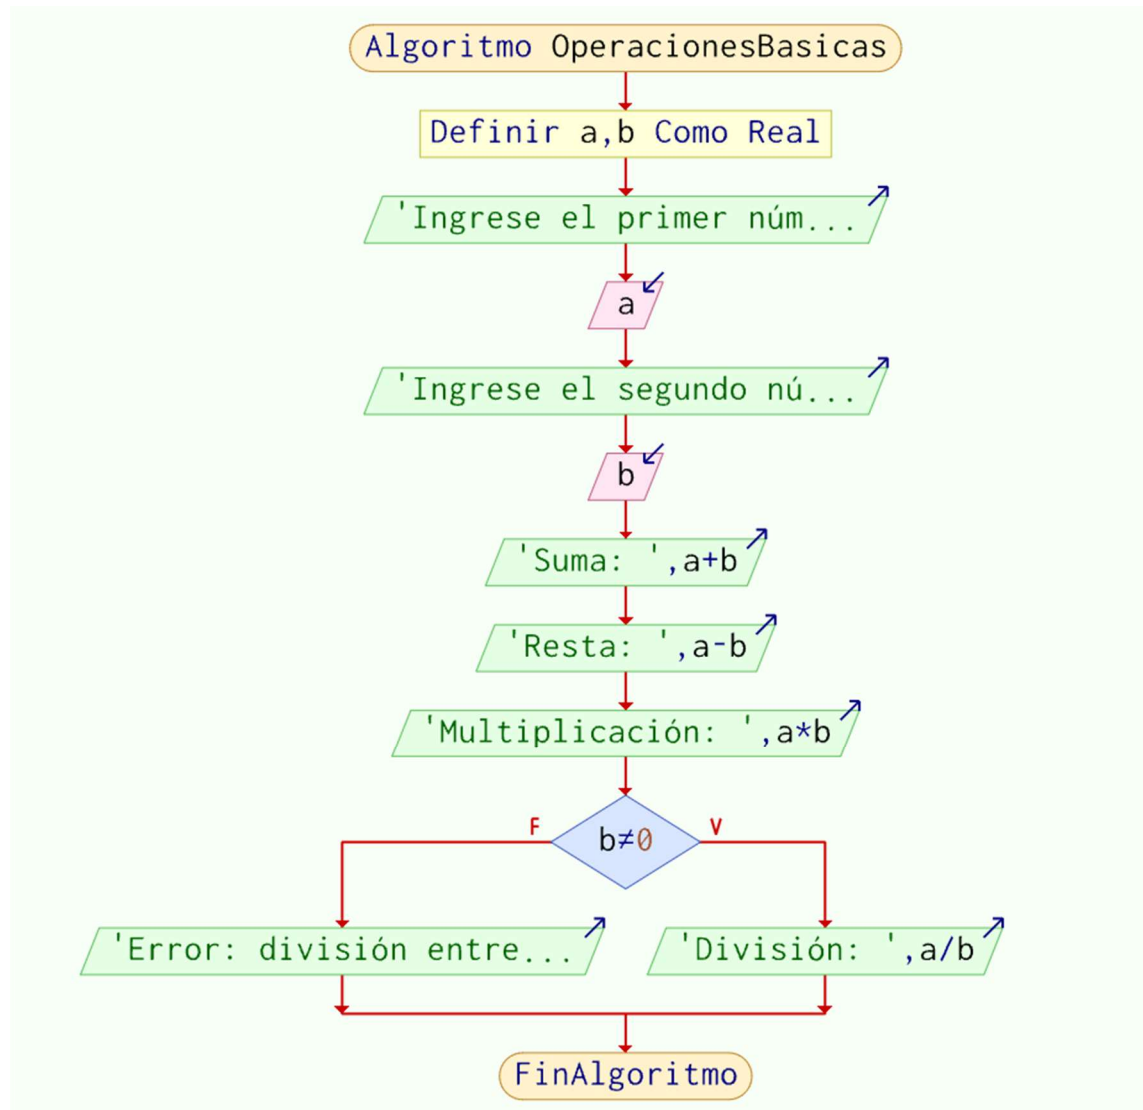 Algoritmo OperacionesBasicas
Definir a,b Como Real
'Ingrese el primer núm...
a
'Ingrese el segundo nú...
b
'Suma: ',a+b
'Resta: ',a-b
'Multiplicación: ',a*b
F
b≠0
V
'Error: división entre...
'División: ',a/b
FinAlgoritmo